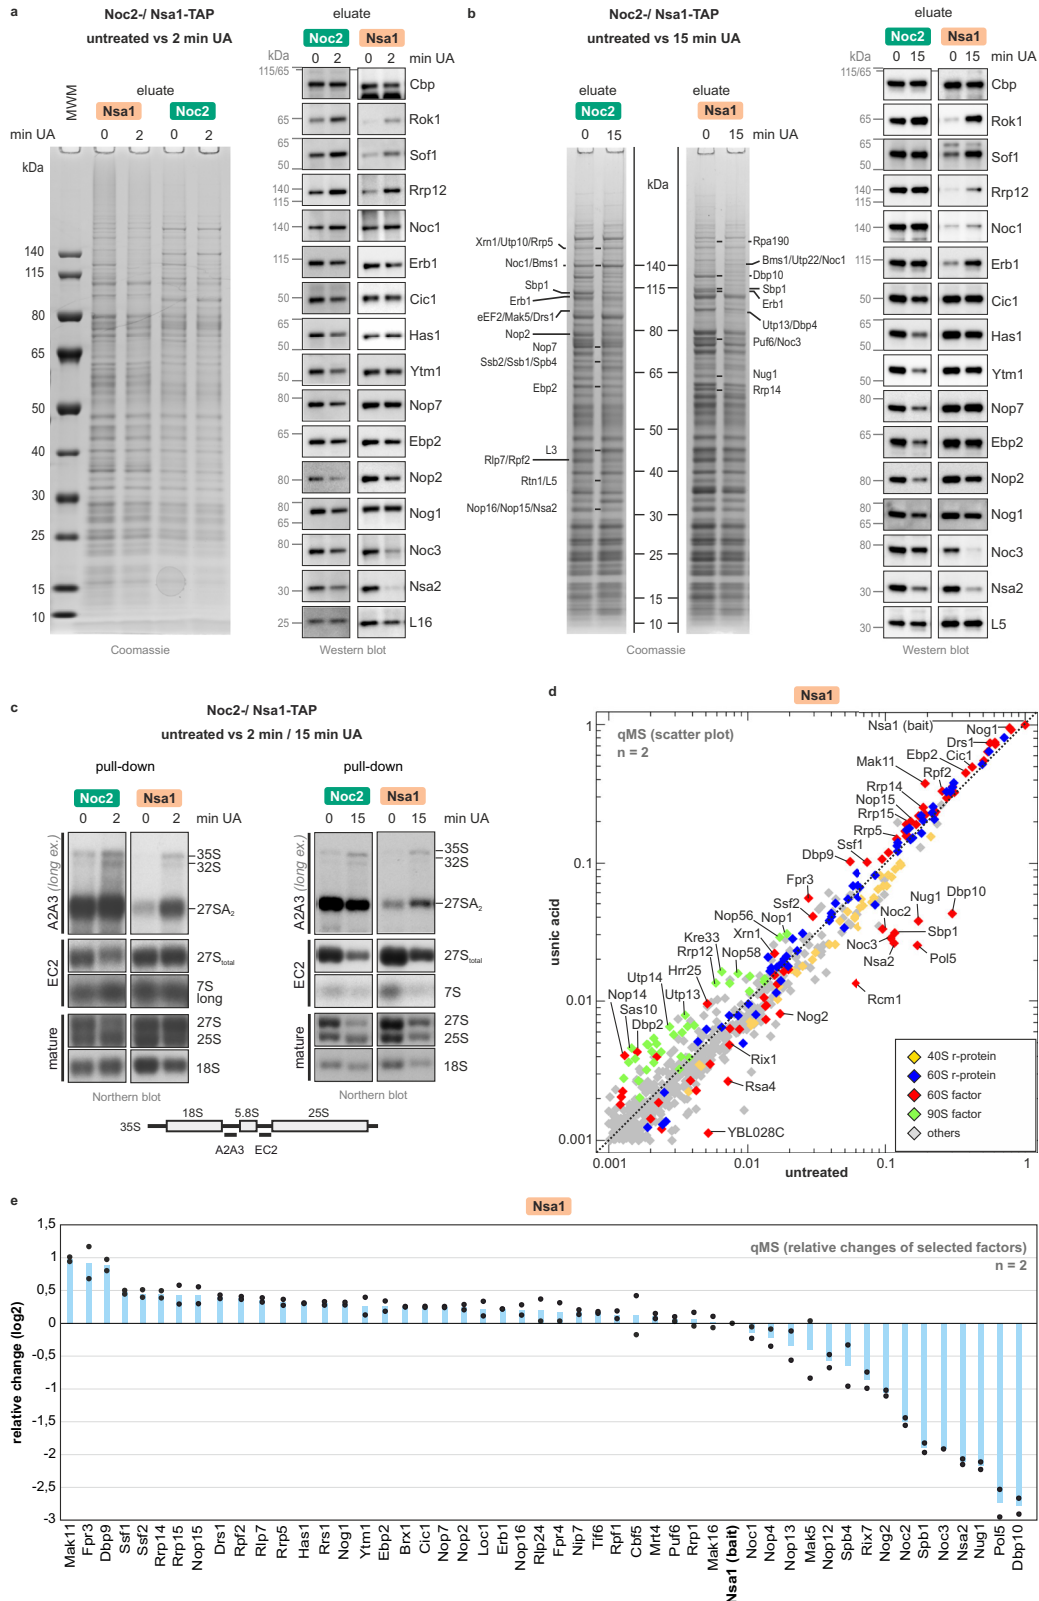 a
Noc2-/ Nsa1-TAP
untreated vs 2 min UA
eluate
Noc2 Nsa1
kDa 0 2 0 2 min UA
115/65
MWM
eluate
Nsa1 Noc2
0 2 0 2
min UA
kDa
140
115
80
65
50
40
30
25
15
10
Coomassie
Cbp
65 Rok1
65
50 Sof1
140
115 Rrp12
140 Noc1
115 Erb1
50 Cic1
65
50 Has1
50 Ytm1
65 Nop7
65 Ebp2
80 Nop2
80
65 Nog1
80 Noc3
30 Nsa2
25 L16
Western blot
b
Noc2-/ Nsa1-TAP
untreated vs 15 min UA
eluate
Noc2
0 15
eluate
Nsa1
0 15 min UA
kDa
140
115
80
65
50
40
30
25
15
10
Xrn1/Utp10/Rrp5
Noc1/Bms1
Sbp1
Erb1
eEF2/Mak5/Drs1
Nop2
Nop7
Ssb2/Ssb1/Spb4
Ebp2
L3
Rlp7/Rpf2
Rtn1/L5
Nop16/Nop15/Nsa2
Rpa190
Bms1/Utp22/Noc1
Dbp10
Sbp1
Erb1
Utp13/Dbp4
Puf6/Noc3
Nug1
Rrp14
Coomassie
eluate
Noc2 Nsa1
kDa 0 15 0 15 min UA
115/65
Cbp
65 Rok1
65
50 Sof1
140
115 Rrp12
140 Noc1
115 Erb1
50 Cic1
65
50 Has1
50 Ytm1
50 Nop7
65 Ebp2
80 Nop2
65 Nog1
80 Noc3
30 Nsa2
30 L5
Western blot
c
Noc2-/ Nsa1-TAP
untreated vs 2 min / 15 min UA
pull-down
Noc2 Nsa1
0 2 0 2 min UA
A2A3 (long ex.)
35S
32S
27SA2
EC2
27Stotal
7S
long
mature
27S
25S
18S
Northern blot
pull-down
Noc2 Nsa1
0 15 0 15 min UA
A2A3 (long ex.)
35S
32S
27SA2
EC2
27Stotal
7S
mature
27S
25S
18S
Northern blot
18S 5.8S 25S
35S
A2A3 EC2
d
Nsa1
qMS (scatter plot)
n = 2
usnic acid
1
0.1
0.01
0.001
0.001 0.01 0.1 1
untreated
Nsa1 (bait)
Nog1
Drs1
Ebp2
Cic1
Mak11
Rpf2
Rrp14
Nop15
Rrp15
Rrp5
Ssf1
Dbp9
Fpr3
Ssf2
Nop56
Nop1
Kre33
Xrn1
Rrp12
Nop58
Hrr25
Utp14
Utp13
Nop14
Sas10
Dbp2
Nug1
Dbp10
Noc2
Sbp1
Noc3
Nsa2
Pol5
Rcm1
Nog2
Rix1
Rsa4
YBL028C
40S r-protein
60S r-protein
60S factor
90S factor
others
e
Nsa1
qMS (relative changes of selected factors)
n = 2
relative change (log2)
1,5
1
0,5
0
-0,5
-1
-1,5
-2
-2,5
-3
Mak11
Fpr3
Dbp9
Ssf1
Ssf2
Rrp14
Rrp15
Nop15
Drs1
Rpf2
Rlp7
Rrp5
Has1
Rrs1
Nog1
Ytm1
Ebp2
Brx1
Cic1
Nop7
Nop2
Loc1
Erb1
Nop16
Rlp24
Fpr4
Nip7
Tif6
Rpf1
Cbf5
Mrt4
Puf6
Rrp1
Mak16
Nsa1 (bait)
Noc1
Nop4
Nop13
Mak5
Nop12
Spb4
Rix7
Nog2
Noc2
Spb1
Noc3
Nsa2
Nug1
Pol5
Dbp10